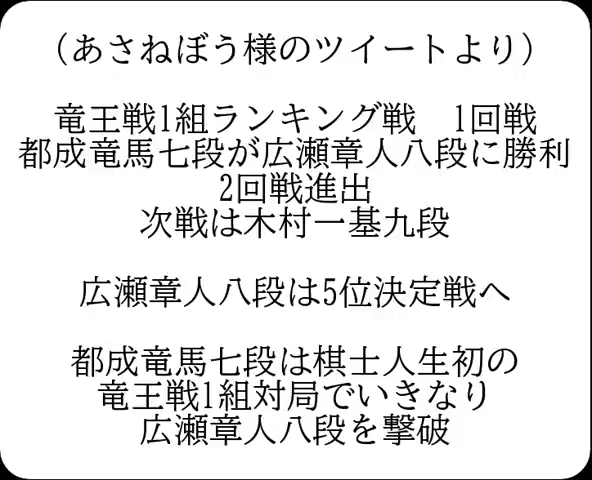 （あさねぼう様のツイートより）
竜王戦1組ランキング戦　1回戦
都成竜馬七段が広瀬章人八段に勝利
2回戦進出
次戦は木村一基九段
広瀬章人八段は5位決定戦へ
都成竜馬七段は棋士人生初の
竜王戦1組対局でいきなり
広瀬章人八段を撃破